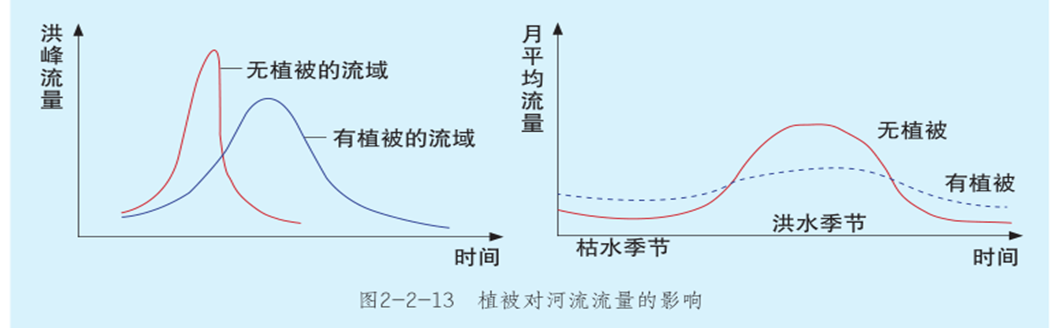 洪峰流量
无植被的流域
有植被的流域
时间
月平均流量
无植被
有植被
枯水季节
洪水季节
时间
图2-2-13 植被对河流流量的影响